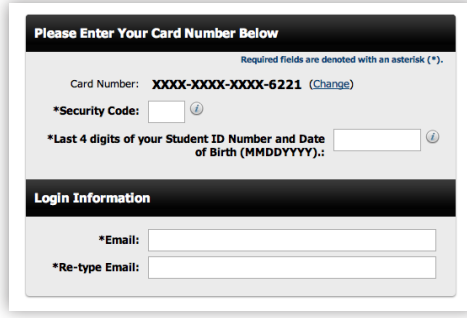 Please Enter Your Card Number Below
Required fields are denoted with an asterisk (*).
Card Number: XXXX-XXXX-XXXX-6221 (Change)
*Security Code: i
*Last 4 digits of your Student ID Number and Date i
of Birth (MMDDYYYY).:
Login Information
*Email:
*Re-type Email: